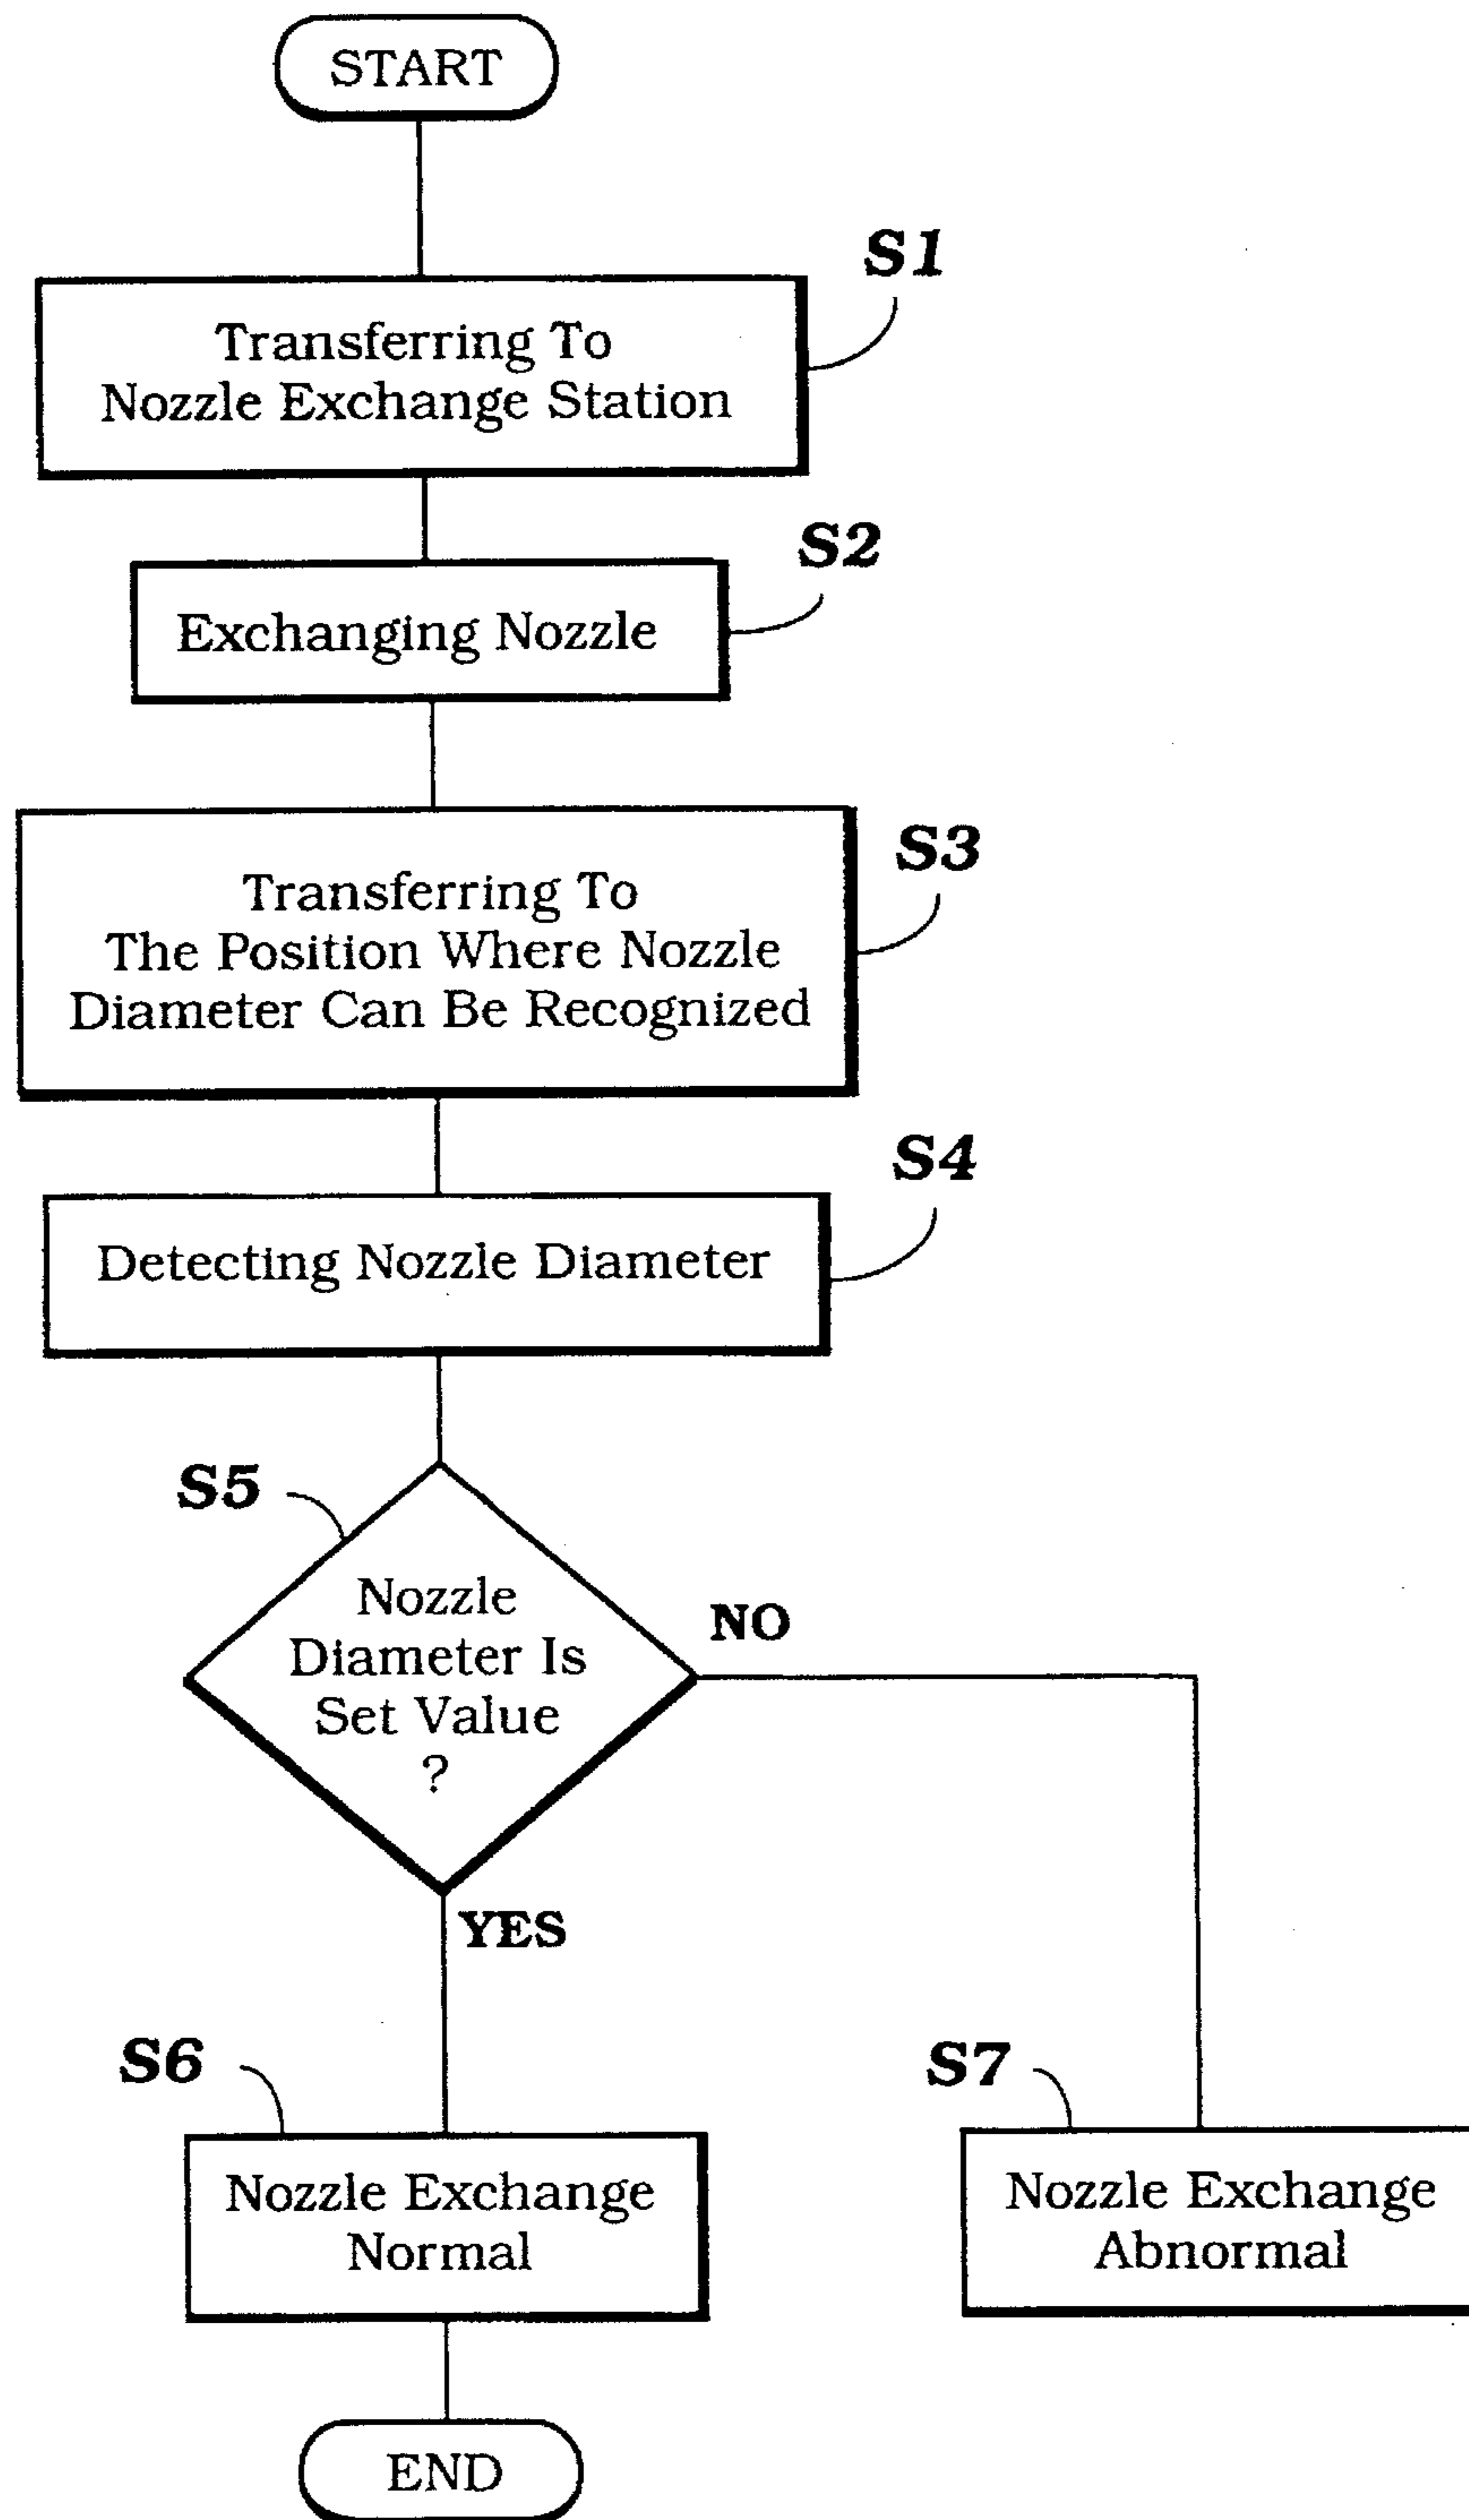 START
S1
Transferring To
Nozzle Exchange Station
S2
Exchanging Nozzle
S3
Transferring To
The Position Where Nozzle
Diameter Can Be Recognized
S4
Detecting Nozzle Diameter
S5
Nozzle
Diameter Is
Set Value
?
NO
YES
S6
Nozzle Exchange
Normal
S7
Nozzle Exchange
Abnormal
END